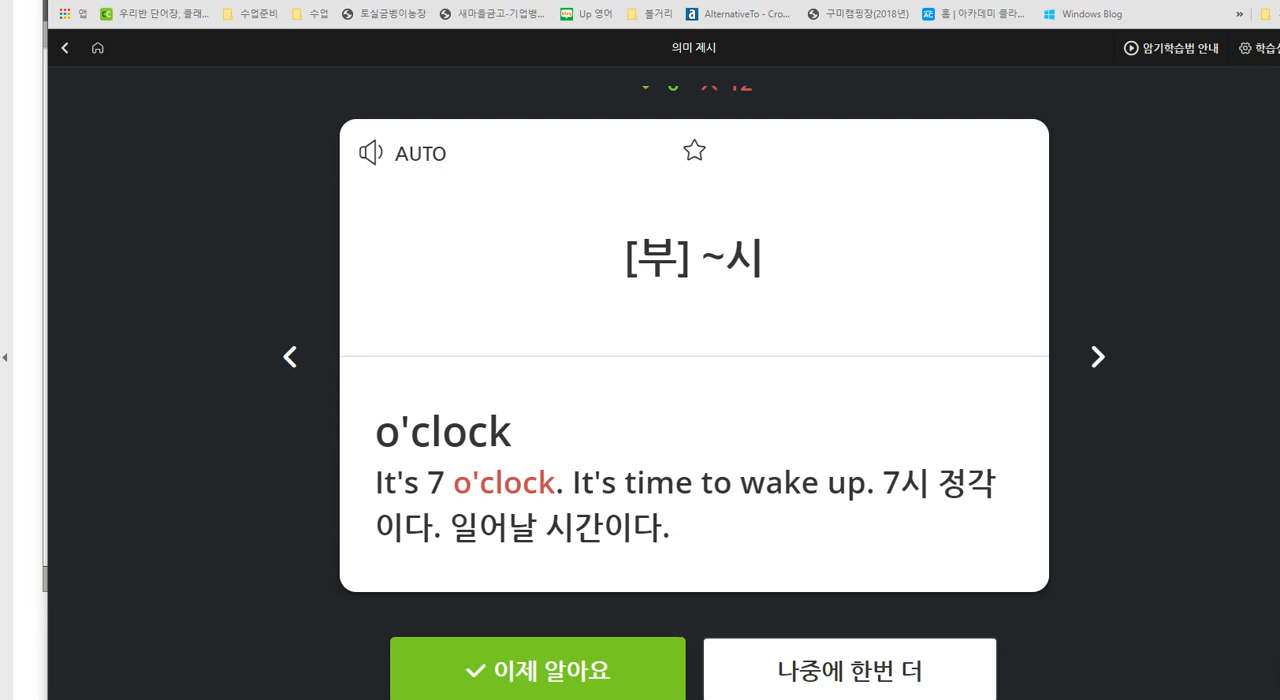 앱 우리반 단어장, 클래... 수업준비 수업 토실굼벵이농장 새마을금고-기업뱅... Up 영어 볼거리 AlternativeTo - Cro... 구미캠핑장(2018년) 홈 | 아카데미 클라... Windows Blog »
의미 제시 암기학습법 안내
AUTO
[부] ~시
o'clock
It's 7 o'clock. It's time to wake up. 7시 정각
이다. 일어날 시간이다.
이제 알아요 나중에 한번 더